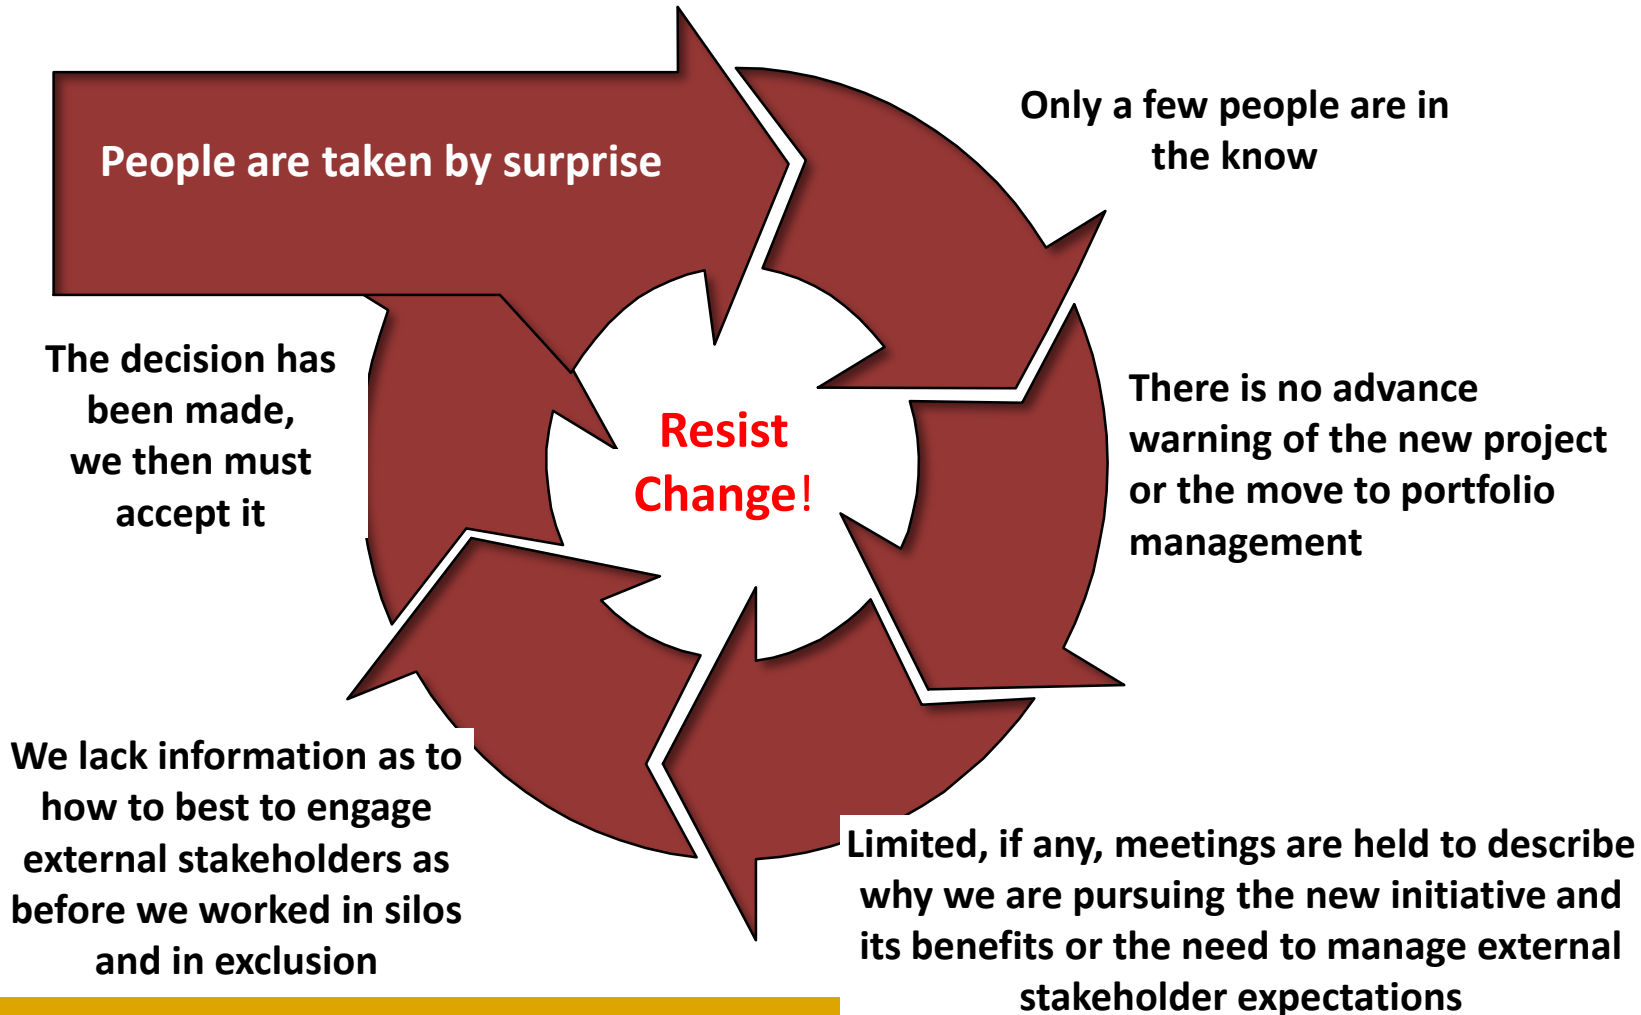 People are taken by surprise
Only a few people are in
the know
There is no advance
warning of the new project
or the move to portfolio
management
Limited, if any, meetings are held to describe
why we are pursuing the new initiative and
its benefits or the need to manage external
stakeholder expectations
We lack information as to
how to best to engage
external stakeholders as
before we worked in silos
and in exclusion
The decision has
been made,
we then must
accept it
Resist
Change!